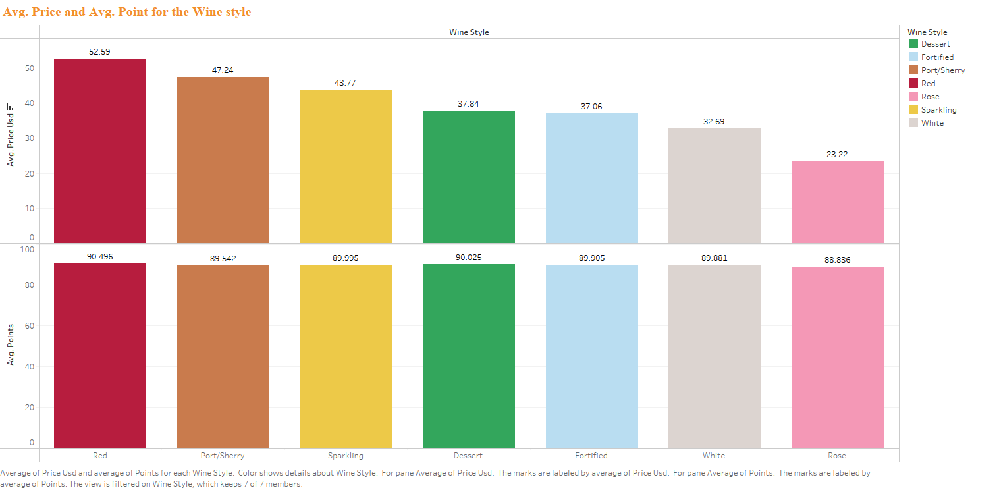 Avg. Price and Avg. Point for the Wine style
Wine Style
Avg. Price Usd
50
40
30
20
10
0
52.59
47.24
43.77
37.84
37.06
32.69
23.22
Avg. Points
100
80
60
40
20
0
90.496
89.542
89.995
90.025
89.905
89.881
88.836
Red
Port/Sherry
Sparkling
Dessert
Fortified
White
Rose
Wine Style
Dessert
Fortified
Port/Sherry
Red
Rose
Sparkling
White
Average of Price Usd and average of Points for each Wine Style. Color shows details about Wine Style. For pane Average of Price Usd: The marks are labeled by average of Price Usd. For pane Average of Points: The marks are labeled by
average of Points. The view is filtered on Wine Style, which keeps 7 of 7 members.